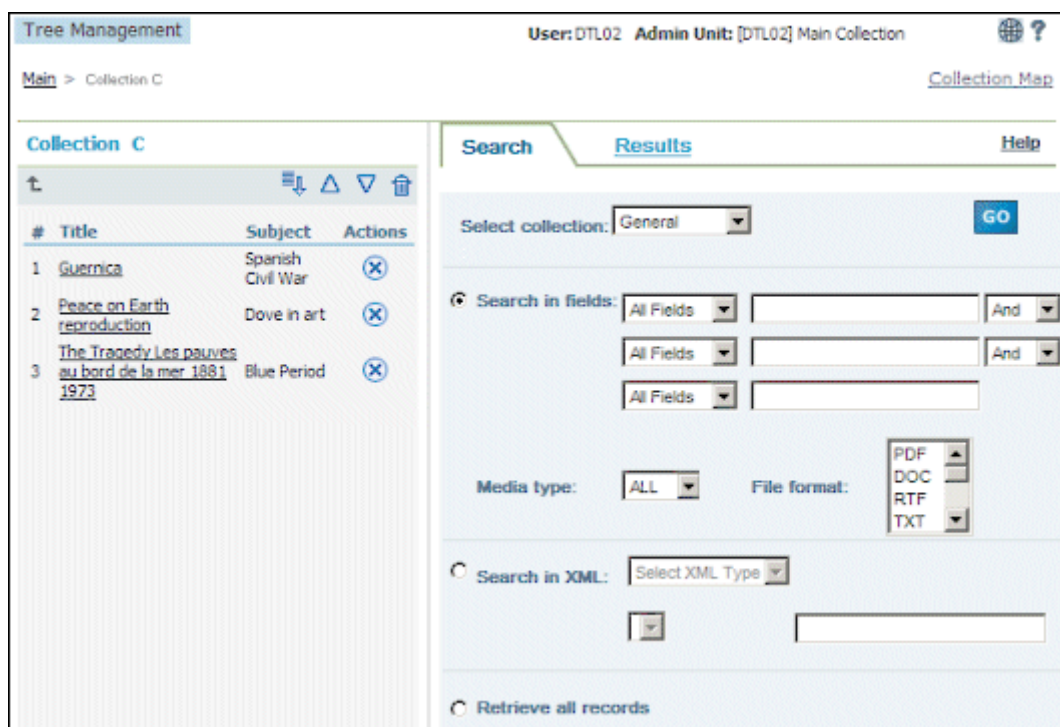 Tree Management
User: DTL02 Admin Unit: [DTL02] Main Collection
?
Main > Collection C
Collection Map
Collection C
# Title Subject Actions
1 Guernica Spanish Civil War
2 Peace on Earth reproduction Dove in art
3 The Tragedy Les pauves au bord de la mer 1881 1973 Blue Period
Search Results Help
Select collection: General GO
Search in fields: All Fields And
All Fields And
All Fields
Media type: ALL File format: PDF
DOC
RTF
TXT
Search in XML: Select XML Type
Retrieve all records